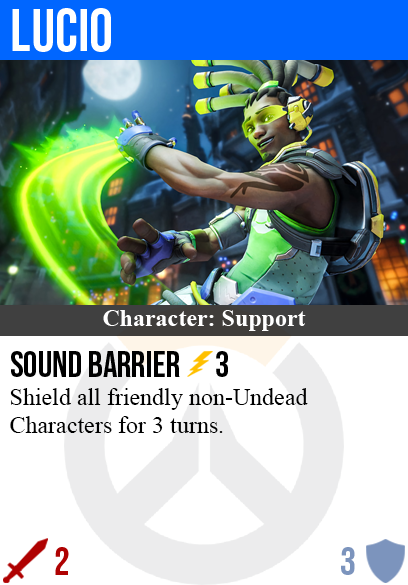 LUCIO
Character: Support
SOUND BARRIER 3
Shield all friendly non-Undead
Characters for 3 turns.
2
3